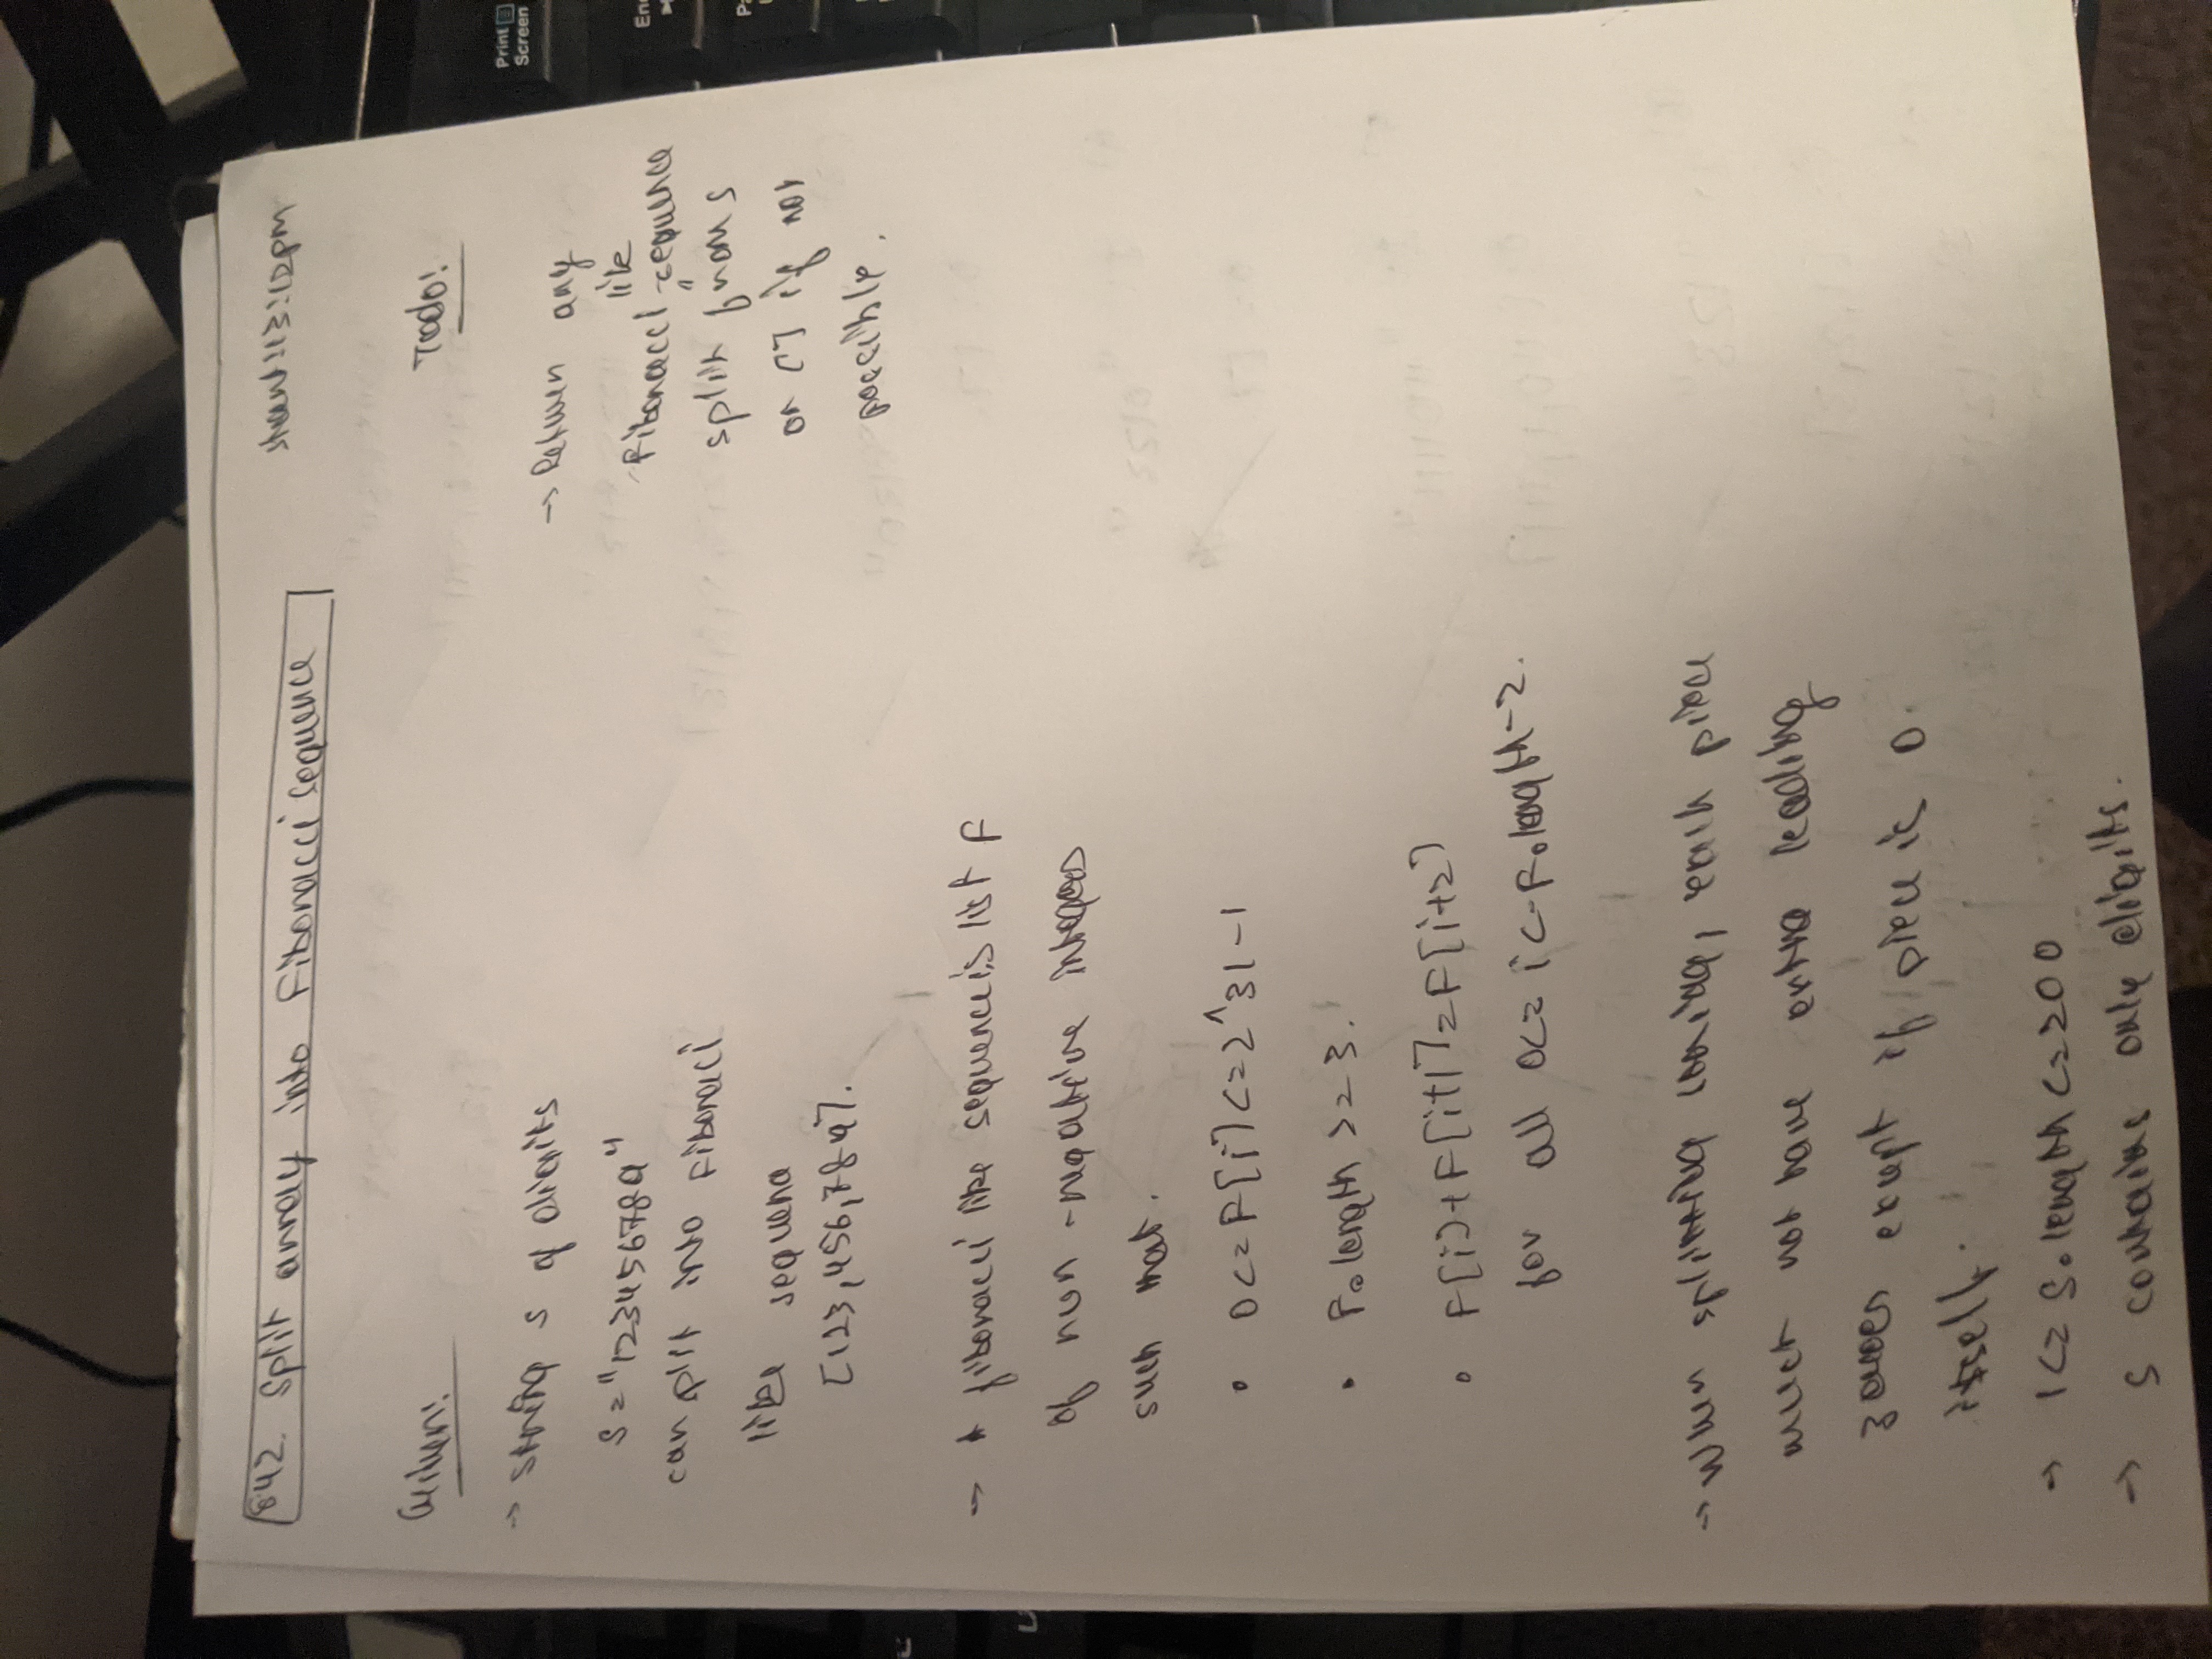 842. Split array into Fibonacci sequence
start: 13:12pm
Given:
→ string s of digits
S = "123456789"
can plit into Fibonaci
like sequena
[123,456,789].
Todo!
→ Return any
like
Fibonacci sequence
split from s
or [] if not
possible.
→ A fibonacci like sequence is list F
of non-negative integers
such that.
• 0<=F[i]<=2^31-1
• F.length >= 3.
• F[i]+F[i+1]=F[i+2]
for all 0<= i <-F.length-2.
→ When splitting string, each piece
must not have extra leading
zeroes except if piece is 0.
itself.
→ 1<= S.length <=200
→ S contains only digits.
Print
Screen